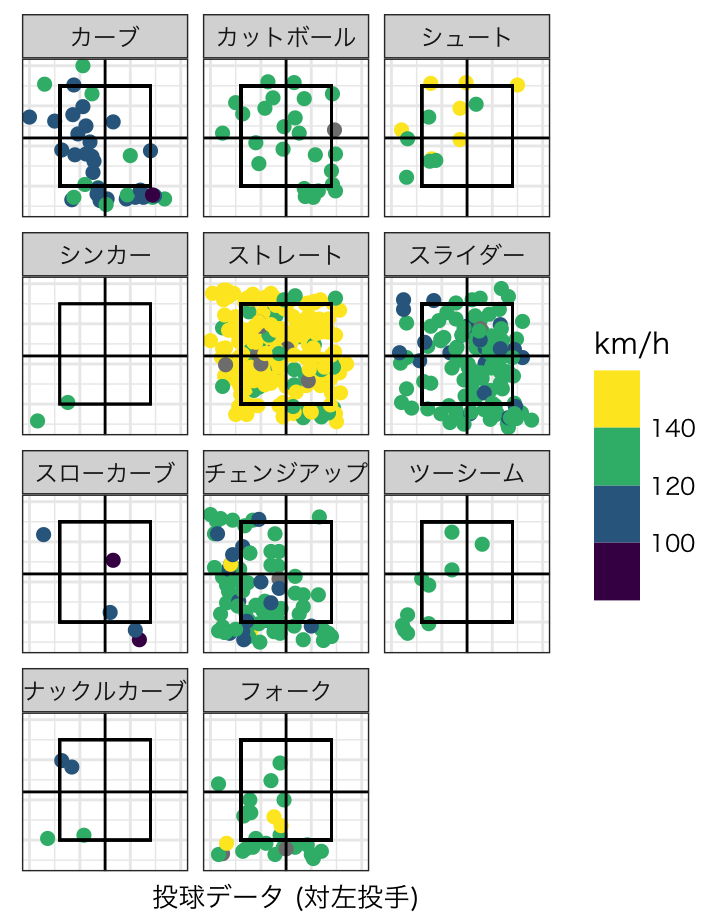 カーブ
カットボール
シュート
シンカー
ストレート
スライダー
スローカーブ
チェンジアップ
ツーシーム
ナックルカーブ
フォーク
km/h
140
120
100
投球データ (対左投手)